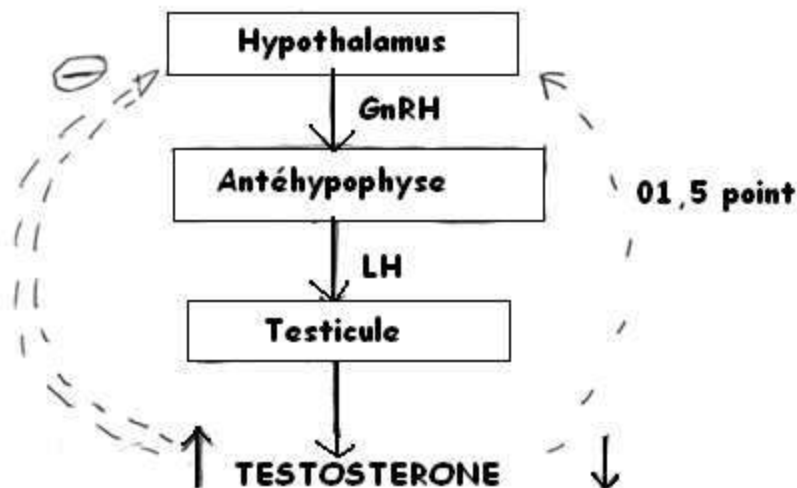 Hypothalamus
−
GnRH
Antéhypophyse
01,5 point
LH
Testicule
TESTOSTERONE